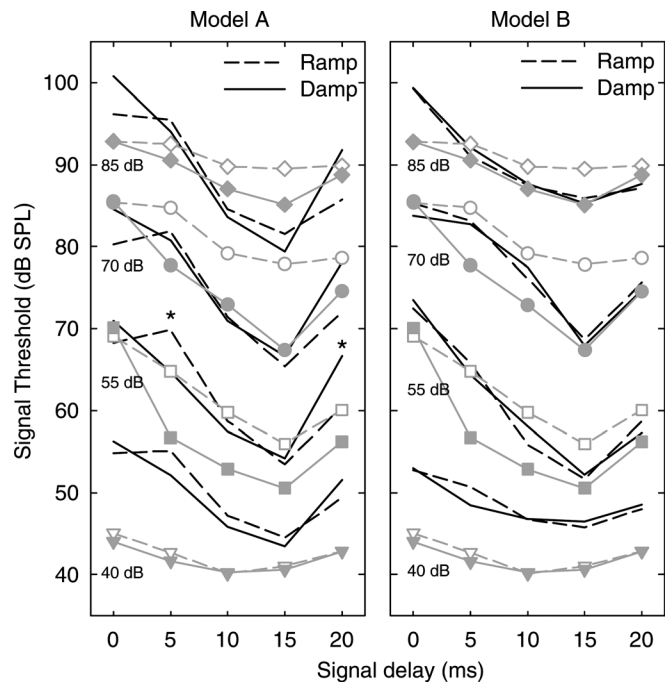 Model A
Model B
Signal Threshold (dB SPL)
100
90
80
70
60
50
40
Ramp
Damp
85 dB
70 dB
55 dB
40 dB
*
*
0 5 10 15 20
Ramp
Damp
85 dB
70 dB
55 dB
40 dB
0 5 10 15 20
Signal delay (ms)